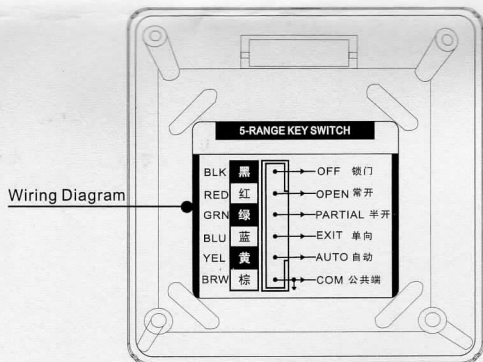 5-RANGE KEY SWITCH
BLK 黑 OFF 锁门
RED 红 OPEN 常开
GRN 绿 PARTIAL 半开
BLU 蓝 EXIT 单向
YEL 黄 AUTO 自动
BRW 棕 COM 公共端
Wiring Diagram